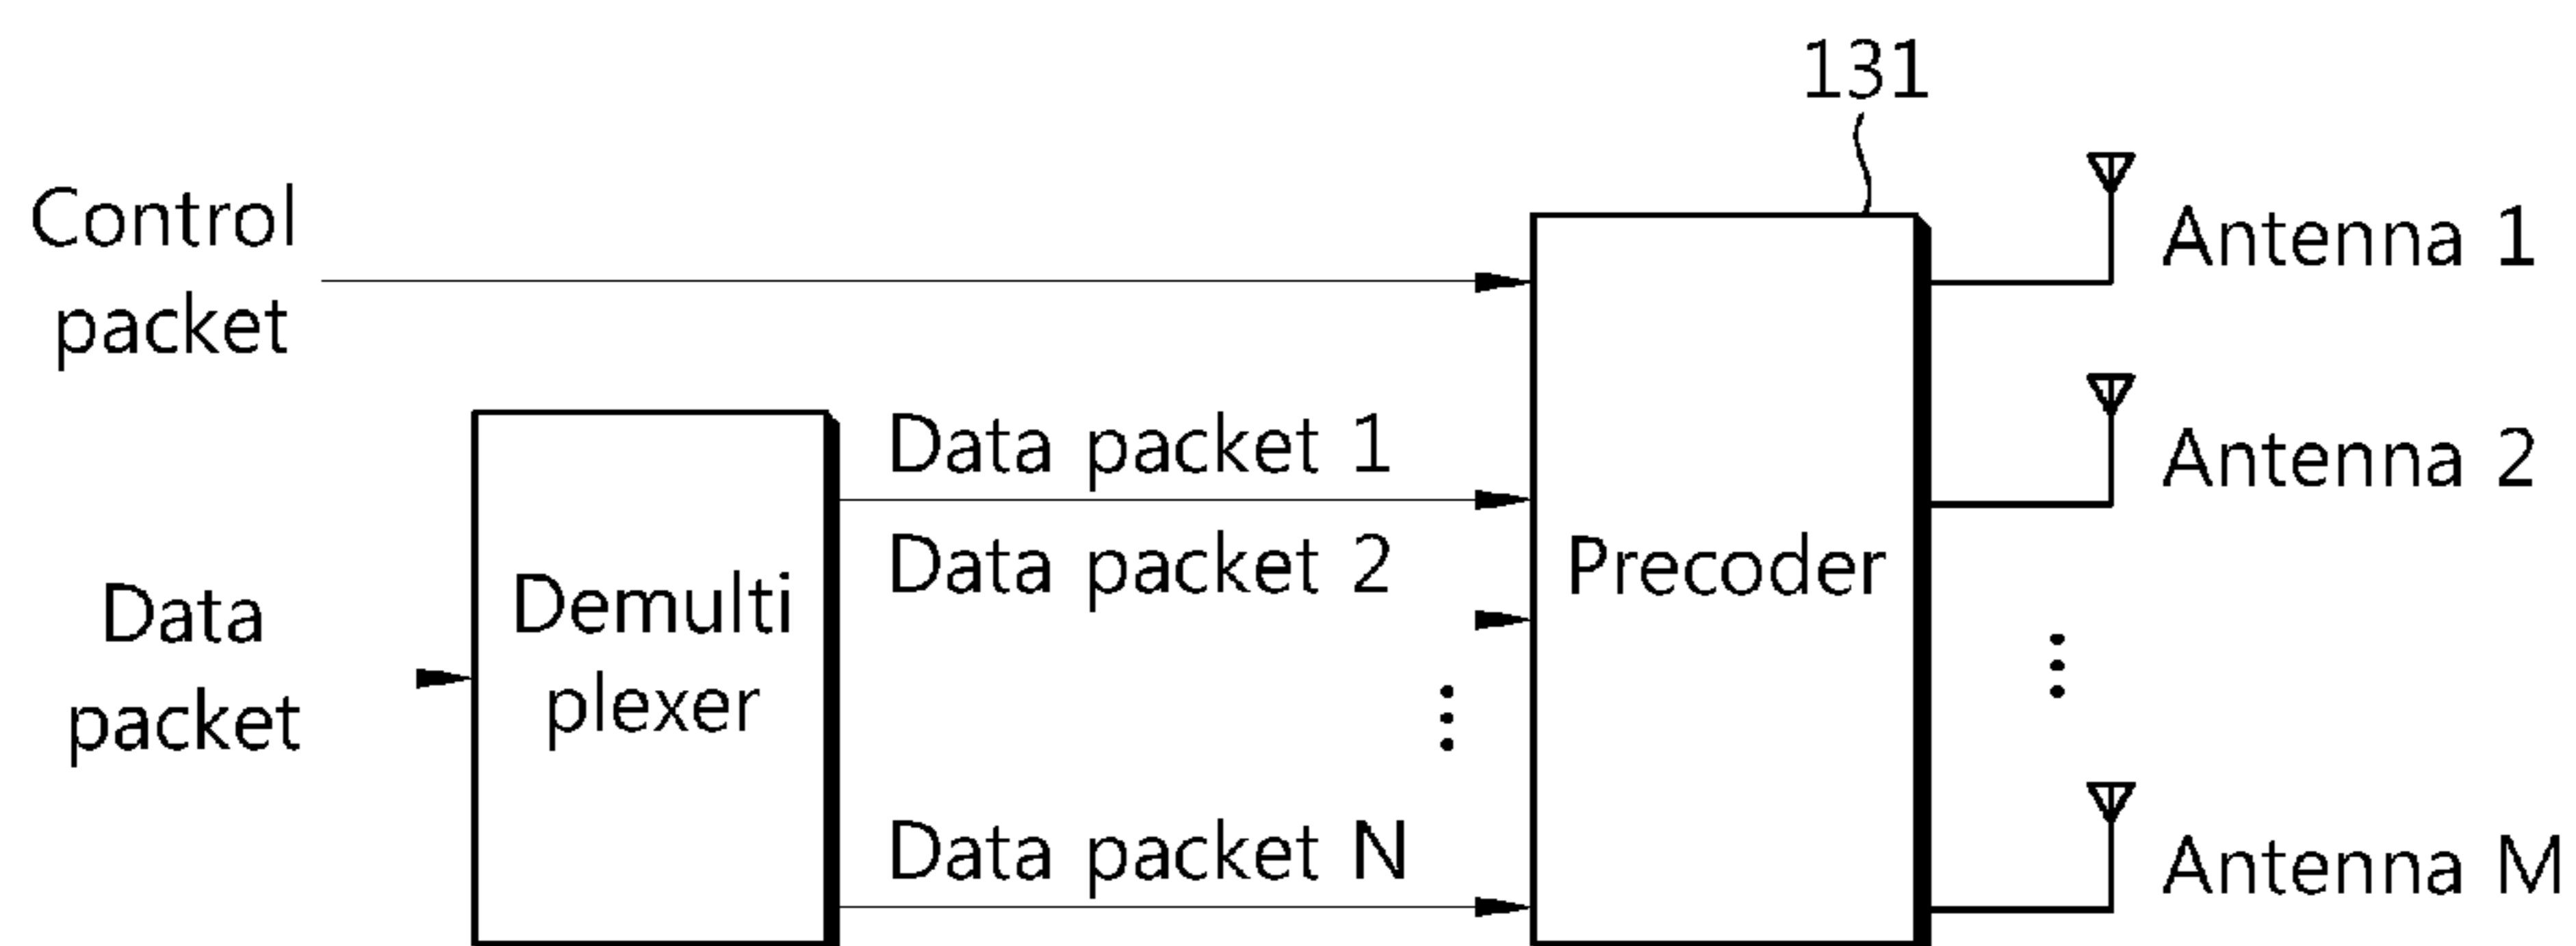 131
Control
packet
Antenna 1
Data packet 1
Antenna 2
Data packet 2
Precoder
Data
packet
Demulti
plexer
Data packet N
Antenna M